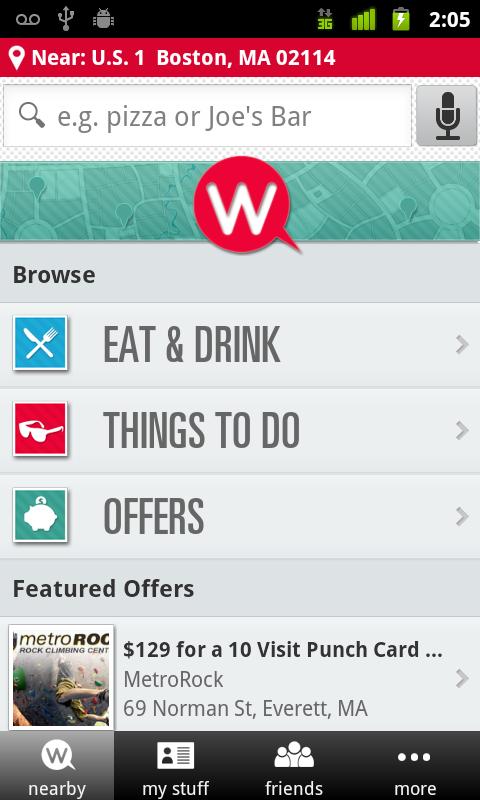 3G 2:05
Near: U.S. 1 Boston, MA 02114
e.g. pizza or Joe's Bar
W
Browse
EAT & DRINK
THINGS TO DO
OFFERS
Featured Offers
metroROC
ROCK CLIMBING CENT
$129 for a 10 Visit Punch Card ...
MetroRock
69 Norman St, Everett, MA
W
nearby
my stuff
friends
more